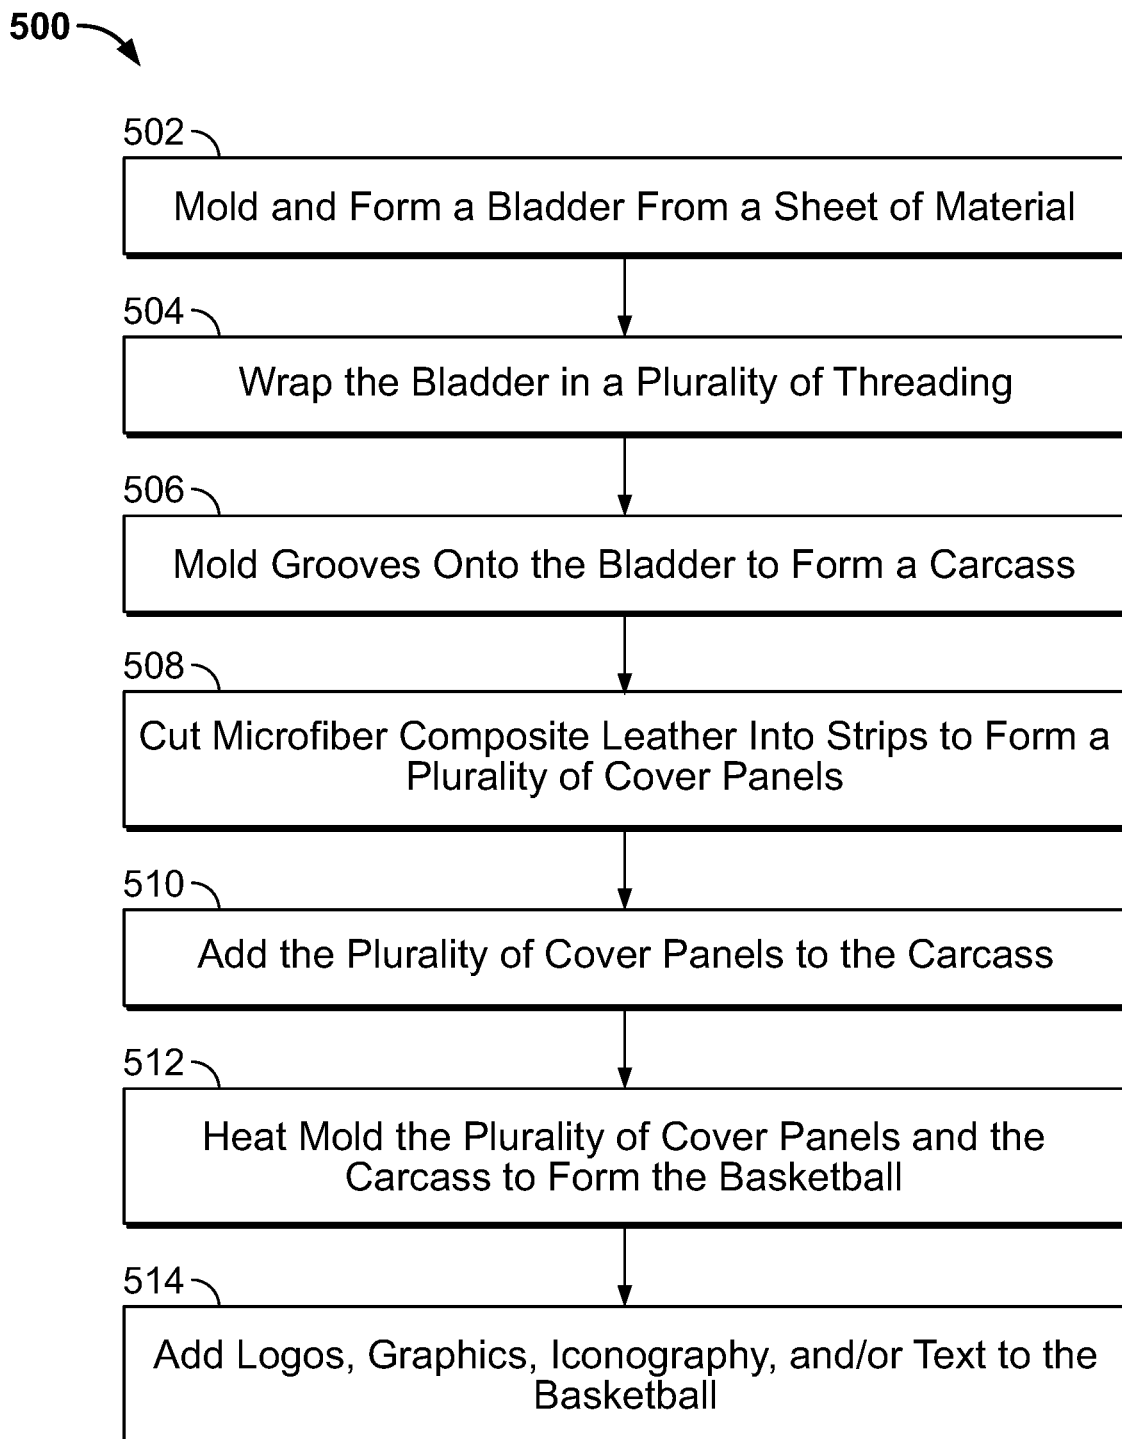 500
502
Mold and Form a Bladder From a Sheet of Material
504
Wrap the Bladder in a Plurality of Threading
506
Mold Grooves Onto the Bladder to Form a Carcass
508
Cut Microfiber Composite Leather Into Strips to Form a
Plurality of Cover Panels
510
Add the Plurality of Cover Panels to the Carcass
512
Heat Mold the Plurality of Cover Panels and the
Carcass to Form the Basketball
514
Add Logos, Graphics, Iconography, and/or Text to the
Basketball